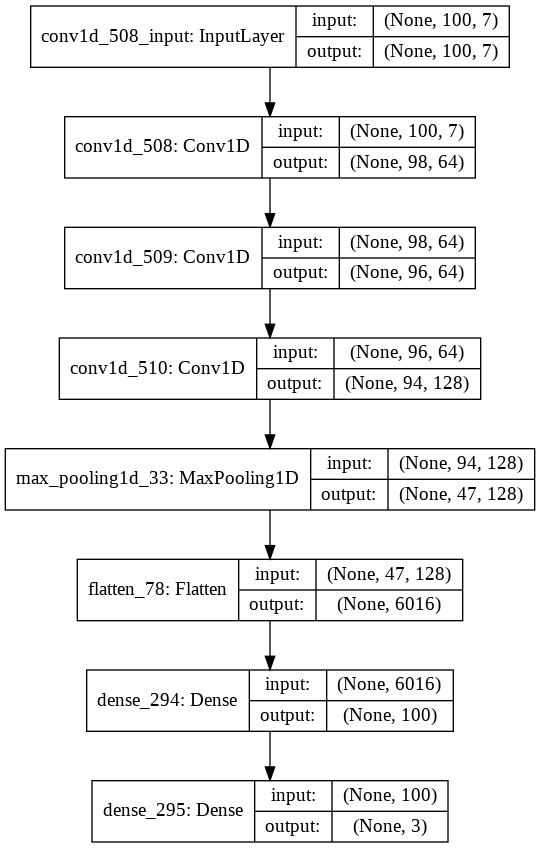 conv1d_508_input: InputLayer
input: (None, 100, 7)
output: (None, 100, 7)
conv1d_508: Conv1D
input: (None, 100, 7)
output: (None, 98, 64)
conv1d_509: Conv1D
input: (None, 98, 64)
output: (None, 96, 64)
conv1d_510: Conv1D
input: (None, 96, 64)
output: (None, 94, 128)
max_pooling1d_33: MaxPooling1D
input: (None, 94, 128)
output: (None, 47, 128)
flatten_78: Flatten
input: (None, 47, 128)
output: (None, 6016)
dense_294: Dense
input: (None, 6016)
output: (None, 100)
dense_295: Dense
input: (None, 100)
output: (None, 3)